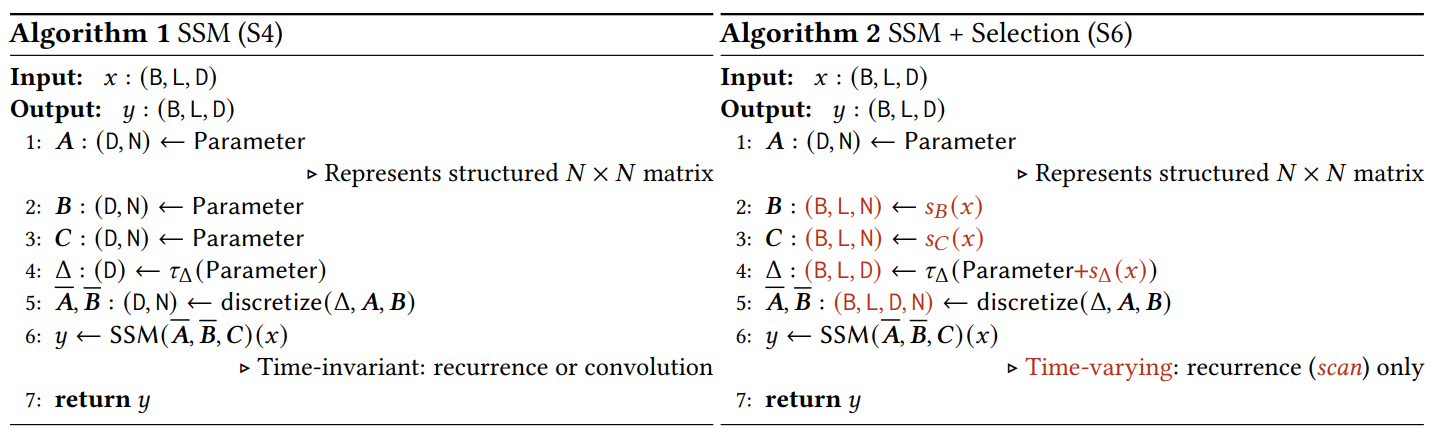 Algorithm 1 SSM (S4)
Input: x : (B, L, D)
Output: y : (B, L, D)
1: A : (D, N) ← Parameter
▷ Represents structured N × N matrix
2: B : (D, N) ← Parameter
3: C : (D, N) ← Parameter
4: Δ : (D) ← τ_Δ(Parameter)
5: A̅, B̅ : (D, N) ← discretize(Δ, A, B)
6: y ← SSM(A̅, B̅, C)(x)
▷ Time-invariant: recurrence or convolution
7: return y
Algorithm 2 SSM + Selection (S6)
Input: x : (B, L, D)
Output: y : (B, L, D)
1: A : (D, N) ← Parameter
▷ Represents structured N × N matrix
2: B : (B, L, N) ← s_B(x)
3: C : (B, L, N) ← s_C(x)
4: Δ : (B, L, D) ← τ_Δ(Parameter+s_Δ(x))
5: A̅, B̅ : (B, L, D, N) ← discretize(Δ, A, B)
6: y ← SSM(A̅, B̅, C)(x)
▷ Time-varying: recurrence (scan) only
7: return y